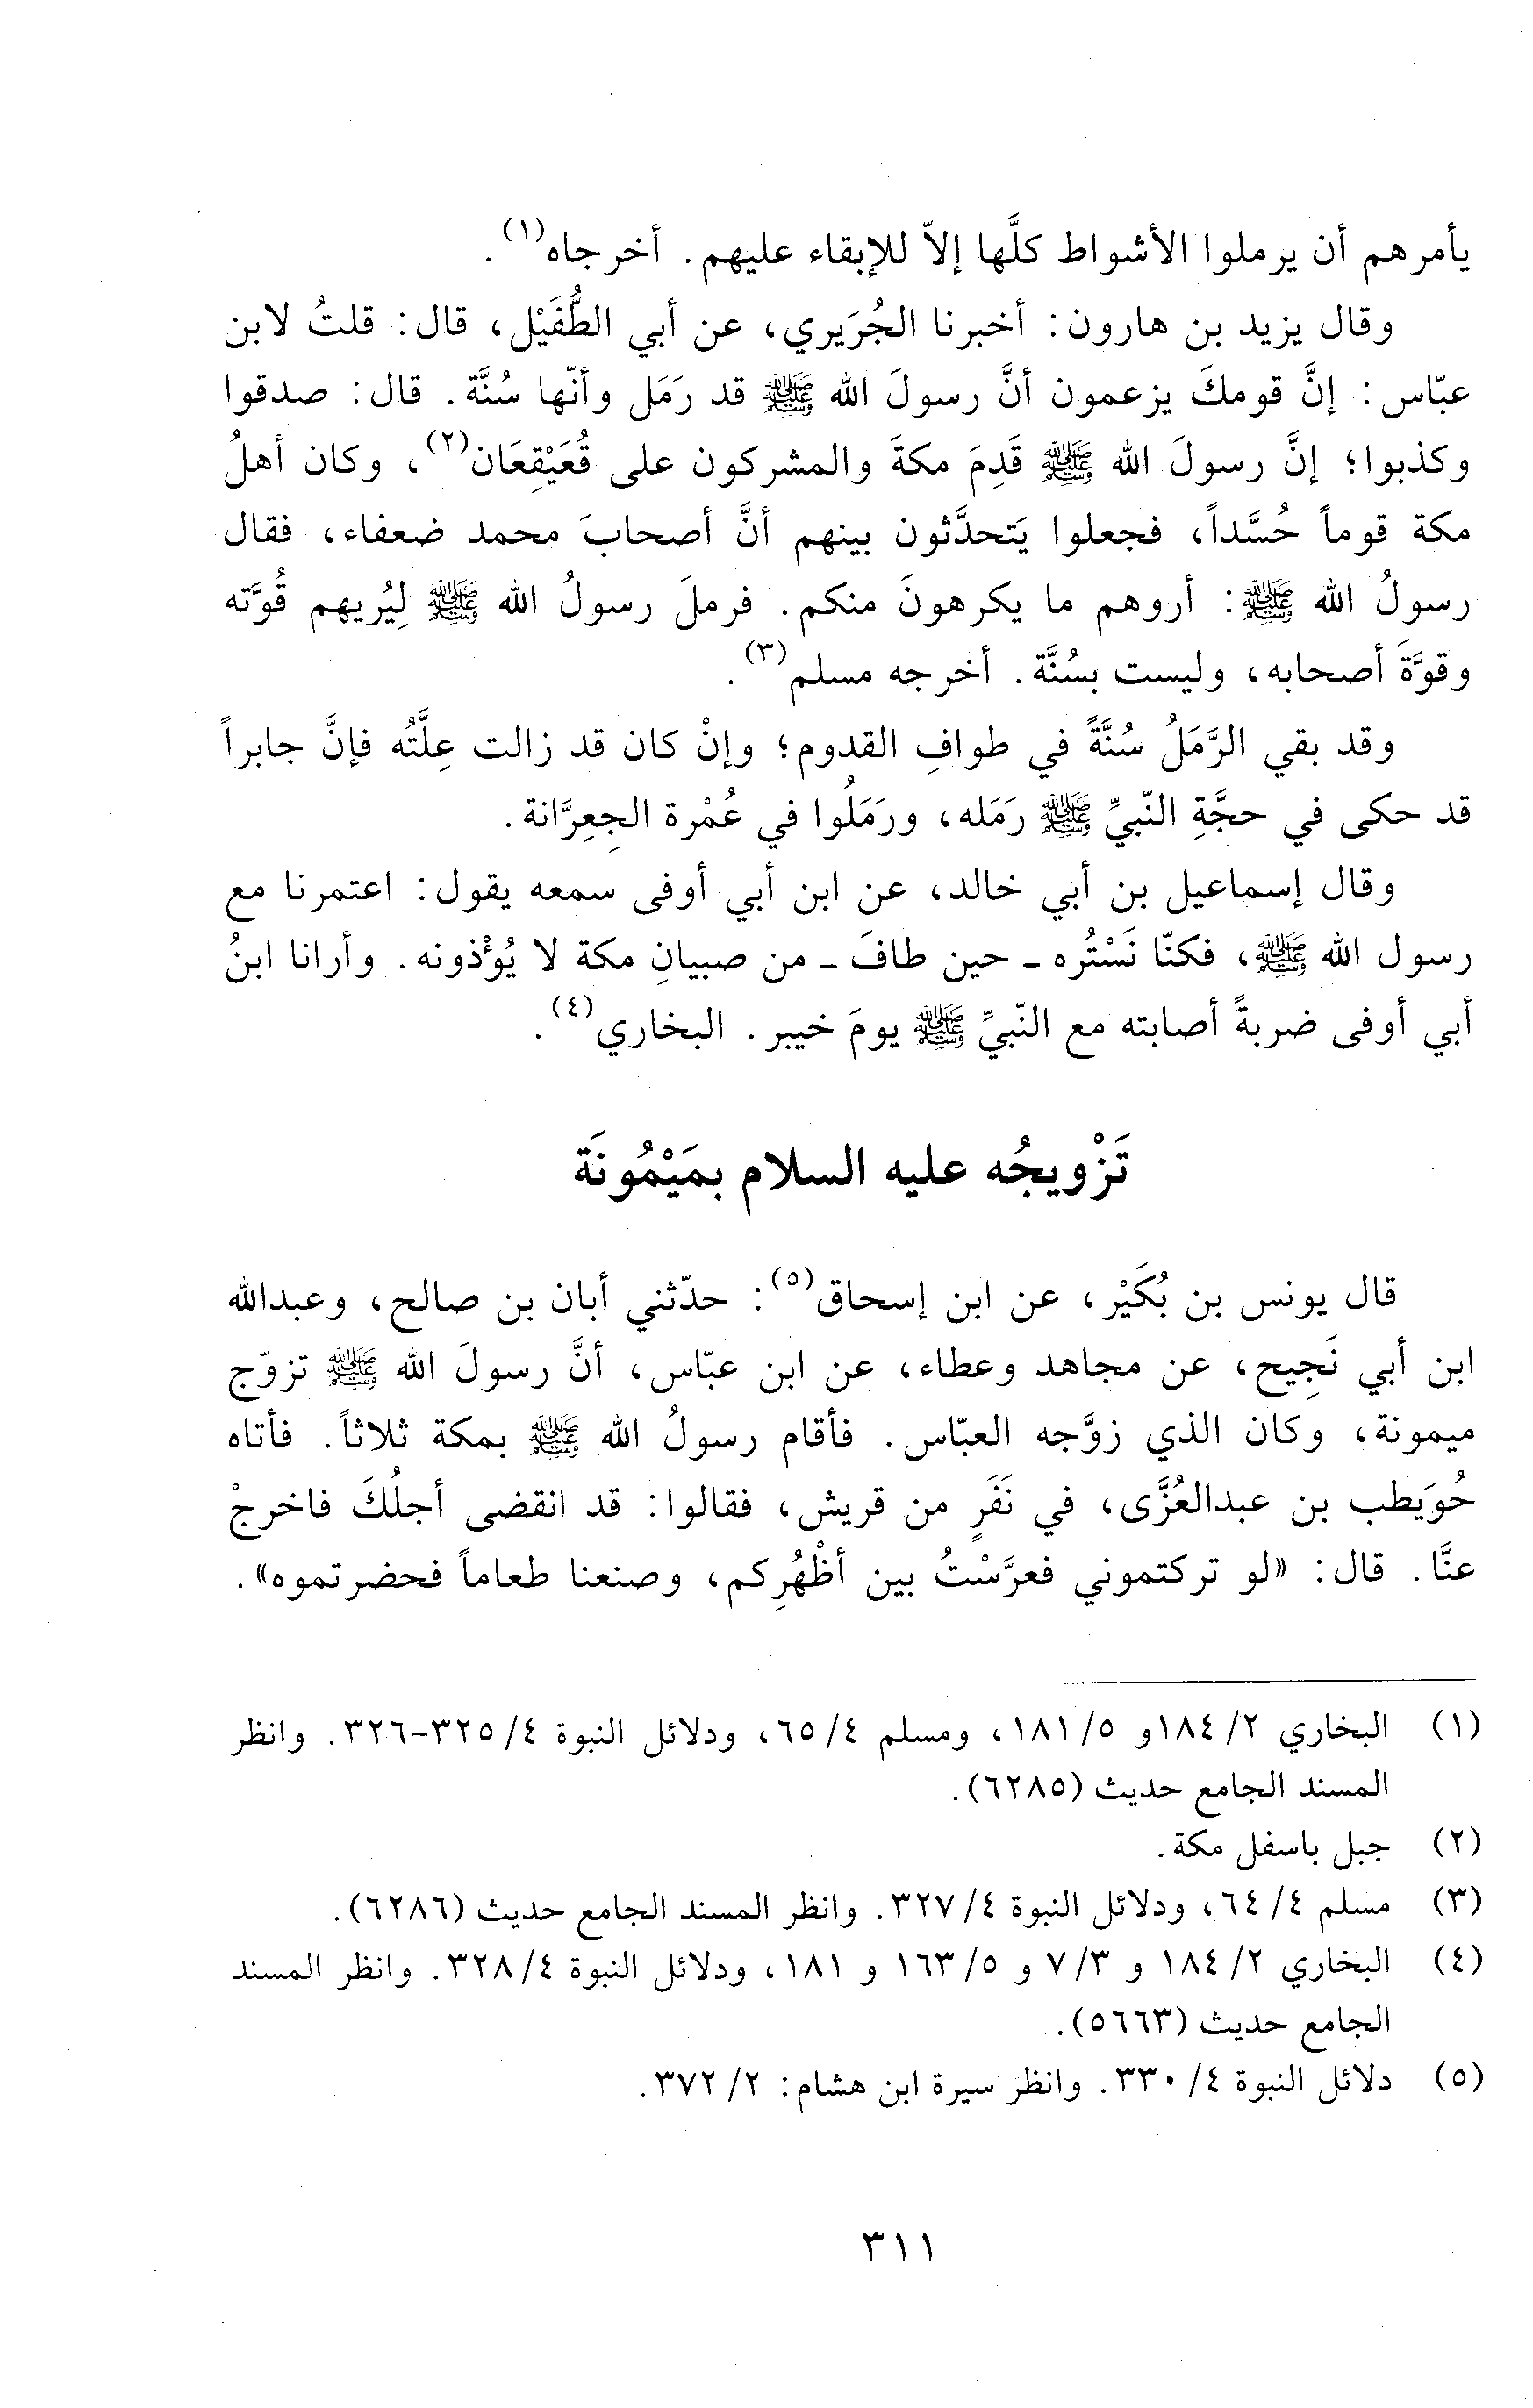 يأمرهم أن يرملوا الأشواط كلَّها إلاّ للإبقاء عليهم. أخرجاه(١).
وقال يزيد بن هارون: أخبرنا الجُرَيري، عن أبي الطُّفَيْل، قال: قلتُ لابن
عبّاس: إنَّ قومكَ يزعمون أنَّ رسولَ الله ﷺ قد رَمَل وأنّها سُنَّة. قال: صدقوا
وكذبوا؛ إنَّ رسولَ الله ﷺ قَدِمَ مكةَ والمشركون على قُعَيْقِعَان(٢)، وكان أهلُ
مكة قوماً حُسَّداً، فجعلوا يَتحدَّثون بينهم أنَّ أصحابَ محمد ضعفاء، فقال
رسولُ الله ﷺ: أروهم ما يكرهونَ منكم. فرملَ رسولُ الله ﷺ لِيُريهم قُوَّته
وقوَّةَ أصحابه، وليست بسُنَّة. أخرجه مسلم(٣).
وقد بقي الرَّمَلُ سُنَّةً في طوافِ القدوم؛ وإنْ كان قد زالت عِلَّتُه فإنَّ جابراً
قد حكى في حجَّةِ النّبيِّ ﷺ رَمَله، ورَمَلُوا في عُمْرة الجِعِرَّانة.
وقال إسماعيل بن أبي خالد، عن ابن أبي أوفى سمعه يقول: اعتمرنا مع
رسول الله ﷺ، فكنّا نَسْتُره - حين طافَ - من صبيانِ مكة لا يُؤْذونه. وأرانا ابنُ
أبي أوفى ضربةً أصابته مع النّبيِّ ﷺ يومَ خيبر. البخاري(٤).
تَزْويجُه عليه السلام بمَيْمُونَة
قال يونس بن بُكَيْر، عن ابن إسحاق(٥): حدّثني أبان بن صالح، وعبدالله
ابن أبي نَجِيح، عن مجاهد وعطاء، عن ابن عبّاس، أنَّ رسولَ الله ﷺ تزوّج
ميمونة، وكان الذي زوَّجه العبّاس. فأقام رسولُ الله ﷺ بمكة ثلاثاً. فأتاه
حُوَيطب بن عبدالعُزَّى، في نَفَرٍ من قريش، فقالوا: قد انقضى أجلُكَ فاخرجْ
عنَّا. قال: «لو تركتموني فعرَّسْتُ بين أظْهُرِكم، وصنعنا طعاماً فحضرتموه».
(١) البخاري ٢/ ١٨٤و ٥/ ١٨١، ومسلم ٤/ ٦٥، ودلائل النبوة ٤/ ٣٢٥-٣٢٦. وانظر
المسند الجامع حديث (٦٢٨٥).
(٢) جبل باسفل مكة.
(٣) مسلم ٤/ ٦٤، ودلائل النبوة ٤/ ٣٢٧. وانظر المسند الجامع حديث (٦٢٨٦).
(٤) البخاري ٢/ ١٨٤ و ٣/ ٧ و ٥/ ١٦٣ و ١٨١، ودلائل النبوة ٤/ ٣٢٨. وانظر المسند
الجامع حديث (٥٦٦٣).
(٥) دلائل النبوة ٤/ ٣٣٠. وانظر سيرة ابن هشام: ٢/ ٣٧٢.
٣١١